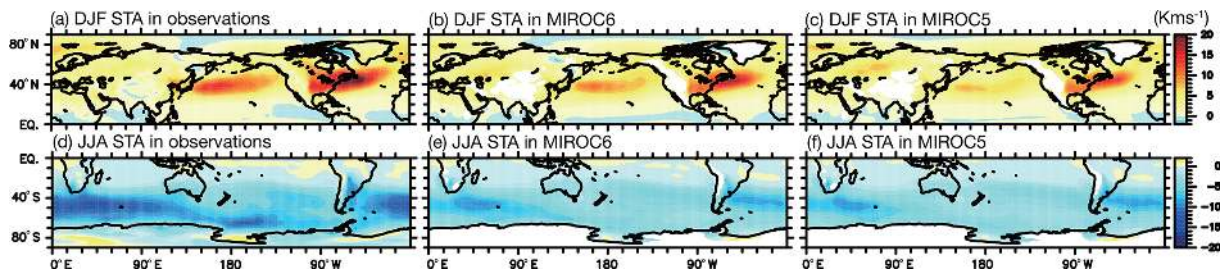 (a) DJF STA in observations (b) DJF STA in MIROC6 (c) DJF STA in MIROC5 (Kms⁻¹)
80°N 20
15
40°N 10
5
EQ. 0
(d) JJA STA in observations (e) JJA STA in MIROC6 (f) JJA STA in MIROC5
EQ. 0
-5
40°S -10
-15
80°S -20
0°E 90°E 180 90°W 0°E 90°E 180 90°W 0°E 90°E 180 90°W